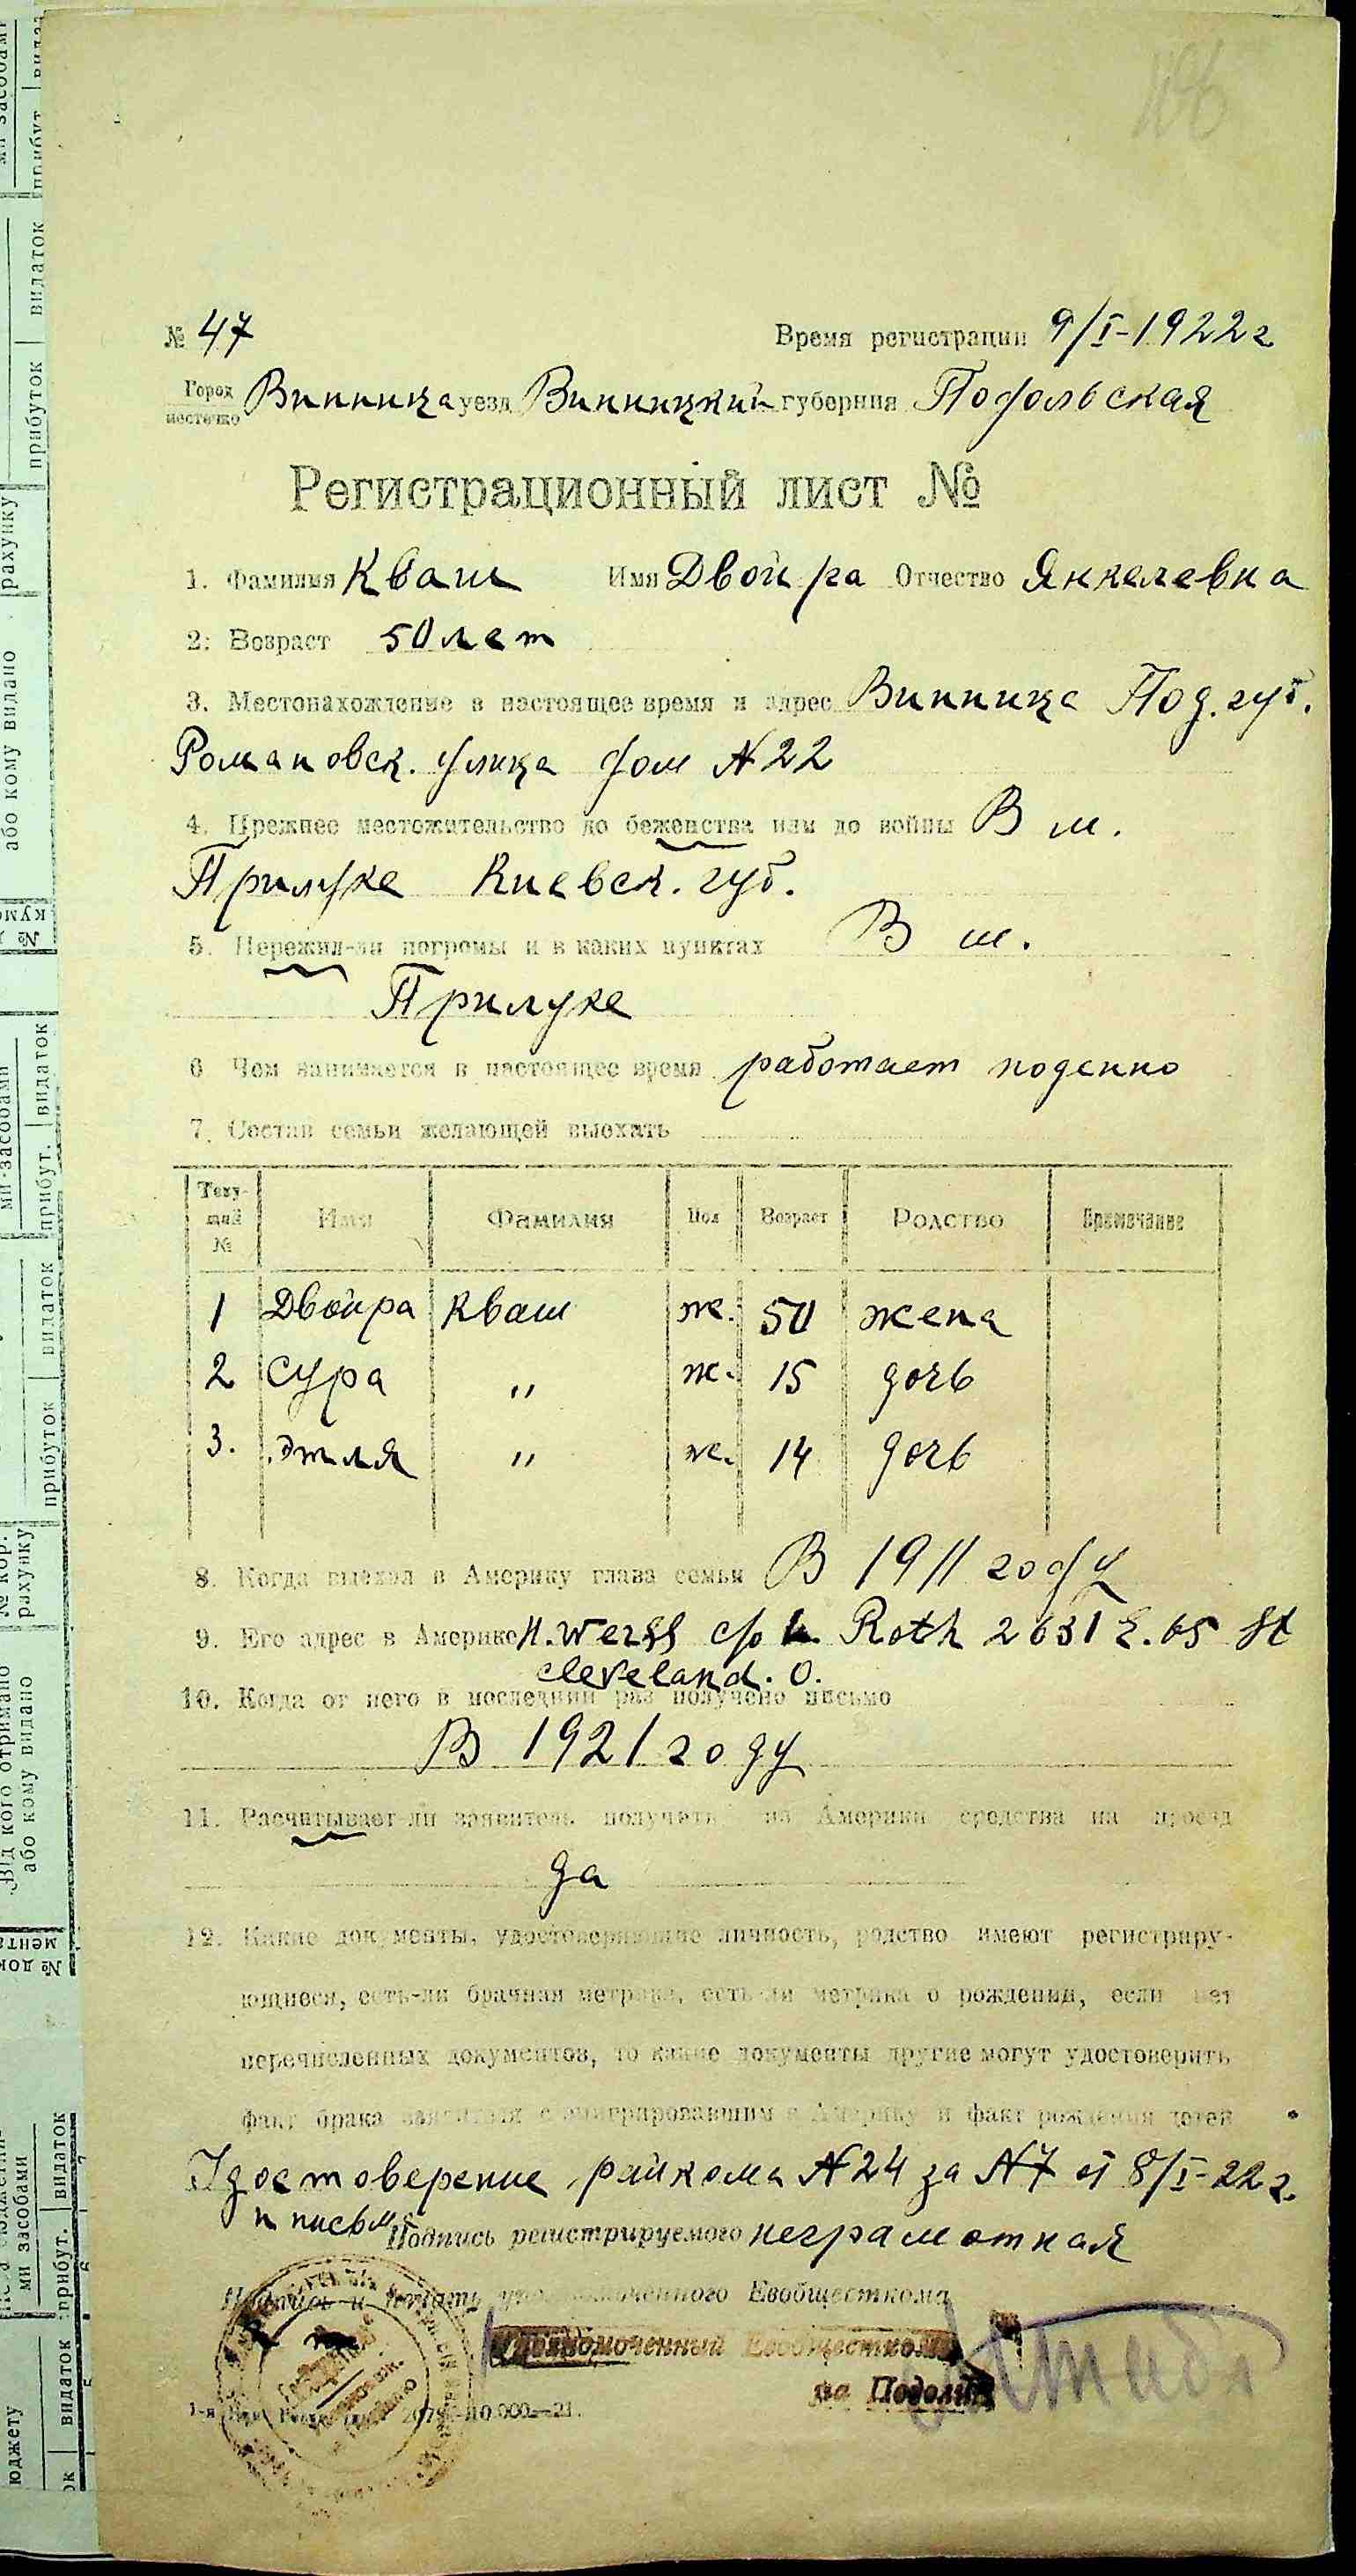 № 47 Время регистрации 9/I-1922 г
Город местечко Винница уезд Винницкий губерния Подольская
Регистрационный лист №
1. Фамилия Кваш Имя Двойра Отчество Янкелевна
2. Возраст 50 лет
3. Местонахождение в настоящее время и адрес Винница Под. губ.
Романовск. улица дом N 22
4. Прежнее местожительство до беженства или до войны В м.
Прилуке Киевск. губ.
5. Пережил-ли погромы и в каких пунктах В м.
Прилуке
6 Чем занимается в настоящее время работает поденно
7. Состав семьи желающей выехать
Текущий № Имя Фамилия Пол Возраст Родство Примечание
1 Двойра Кваш ж. 50 жена
2 Сура " ж. 15 дочь
3. Этля " ж. 14 дочь
8. Когда выехал в Америку глава семьи В 1911 году
9. Его адрес в Америке H. Weiss c/o Roth 2631 E. 65 St
Cleveland. O.
10. Когда от него в последний раз получено письмо
В 1921 году
11. Расчитывает-ли заявитель получить из Америки средства на проезд
да
12. Какие документы, удостоверяющие личность, родство имеют регистриру-
ющиеся, есть-ли брачная метрика, есть-ли метрика о рождении, если нет
перечисленных документов, то какие документы другие могут удостоверить
факт брака заявителя с эмигрировавшим в Америку и факт рождения детей
Удостоверение райкома N 24 за N 7 от 8/I-22 г.
и письма
Подпись регистрируемого неграмотная
Подпись и печать уполномоченного Евобщесткома
Уполномоченный Евобщесткома
по Подолии